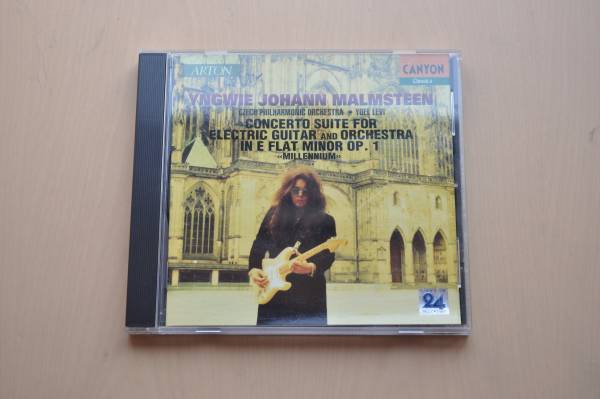 ARTON
CANYON
Classics
YNGWIE JOHANN MALMSTEEN
CZECH PHILHARMONIC ORCHESTRA • YOEL LEVI
CONCERTO SUITE FOR
ELECTRIC GUITAR AND ORCHESTRA
IN E FLAT MINOR OP. 1
«MILLENNIUM»
24